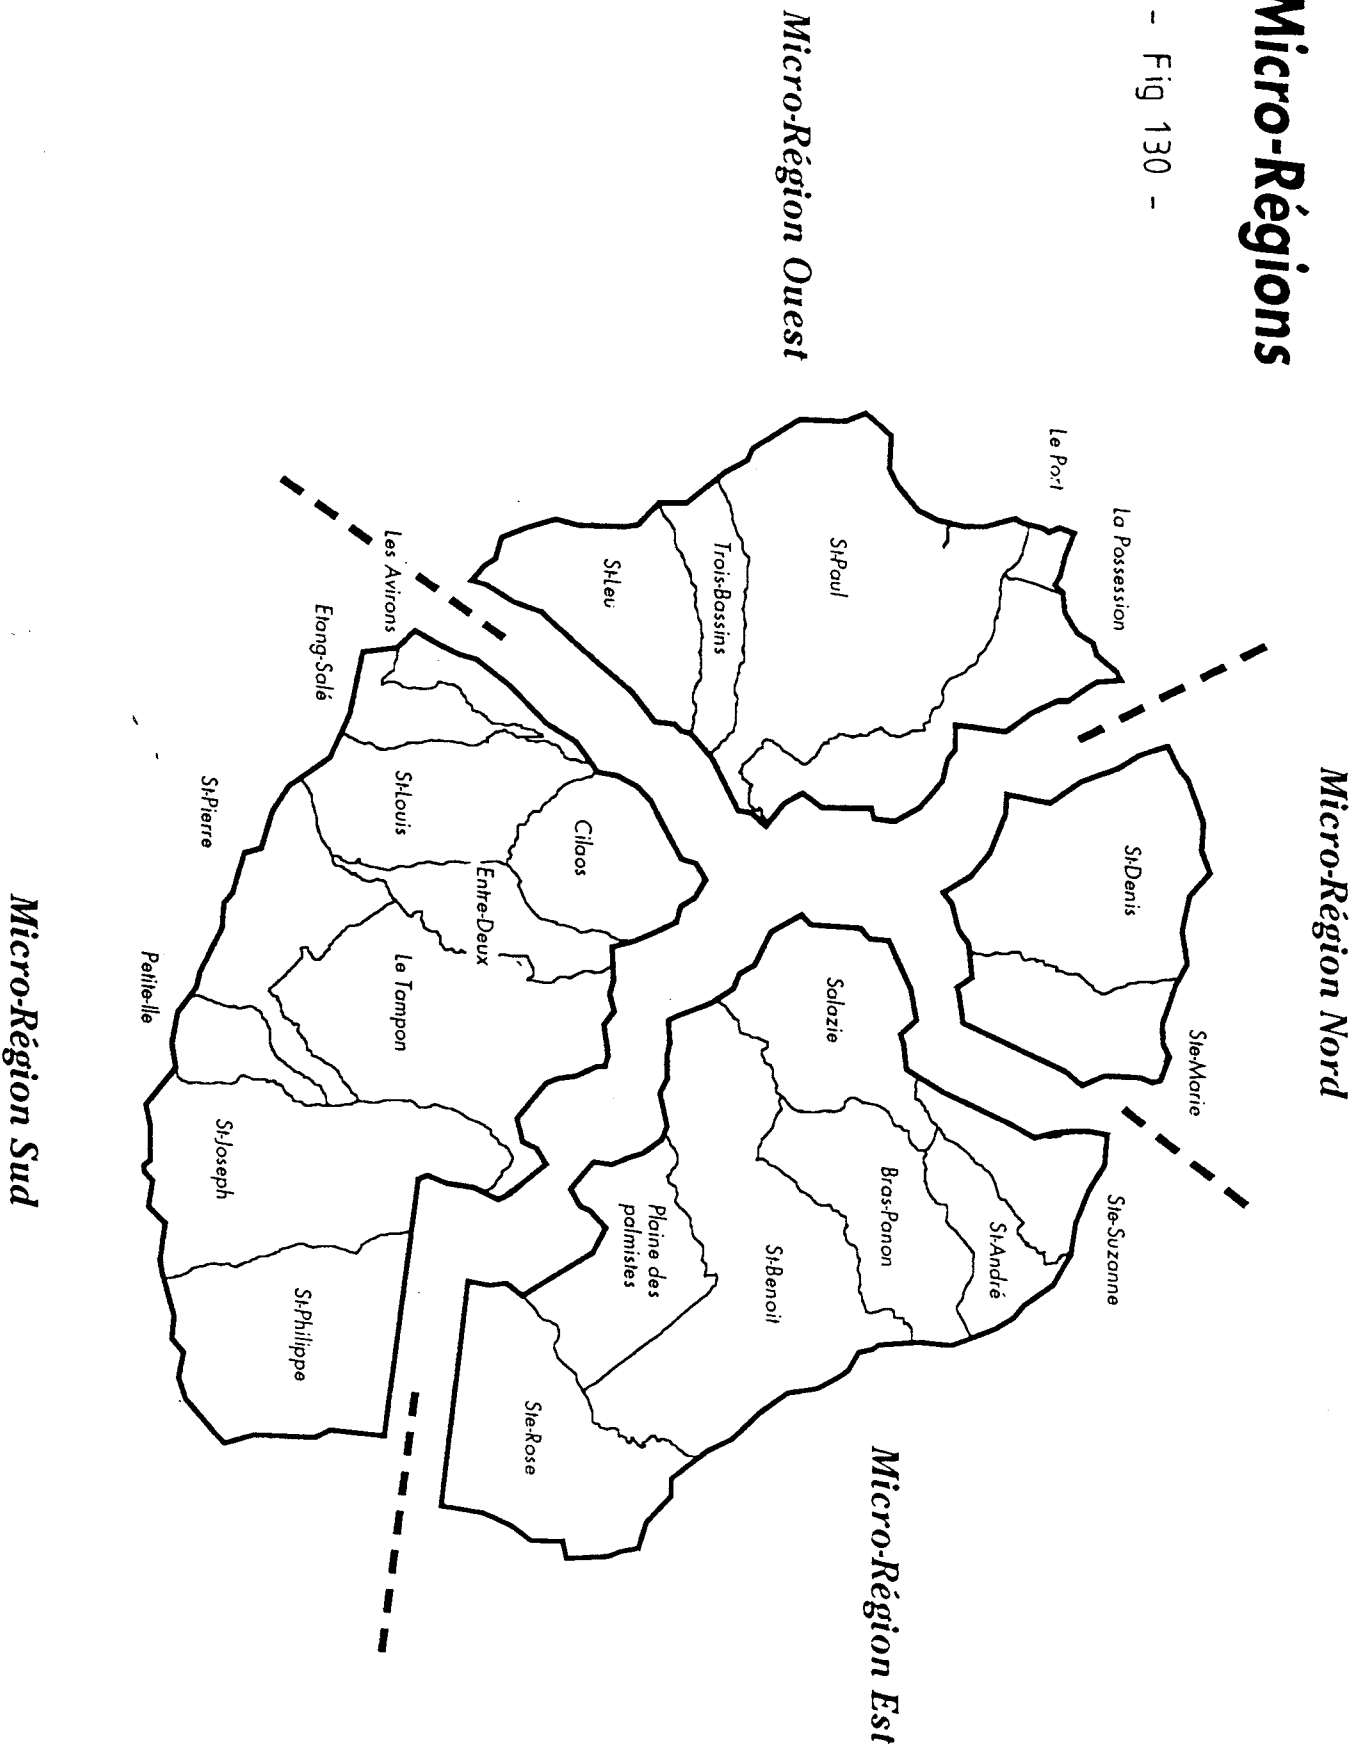 Micro-Régions
- Fig 130 -
Micro-Région Nord
Micro-Région Ouest
Micro-Région Est
Micro-Région Sud
St-Denis
Ste-Marie
La Possession
Le Port
St-Paul
Trois-Bassins
St-Leu
Ste-Suzanne
St-André
Bras-Panon
Salazie
St-Benoit
Plaine des
palmistes
Ste-Rose
Cilaos
Entre-Deux
Les Avirons
Etang-Salé
St-Louis
Le Tampon
St-Pierre
Petite-Ile
St-Joseph
St-Philippe